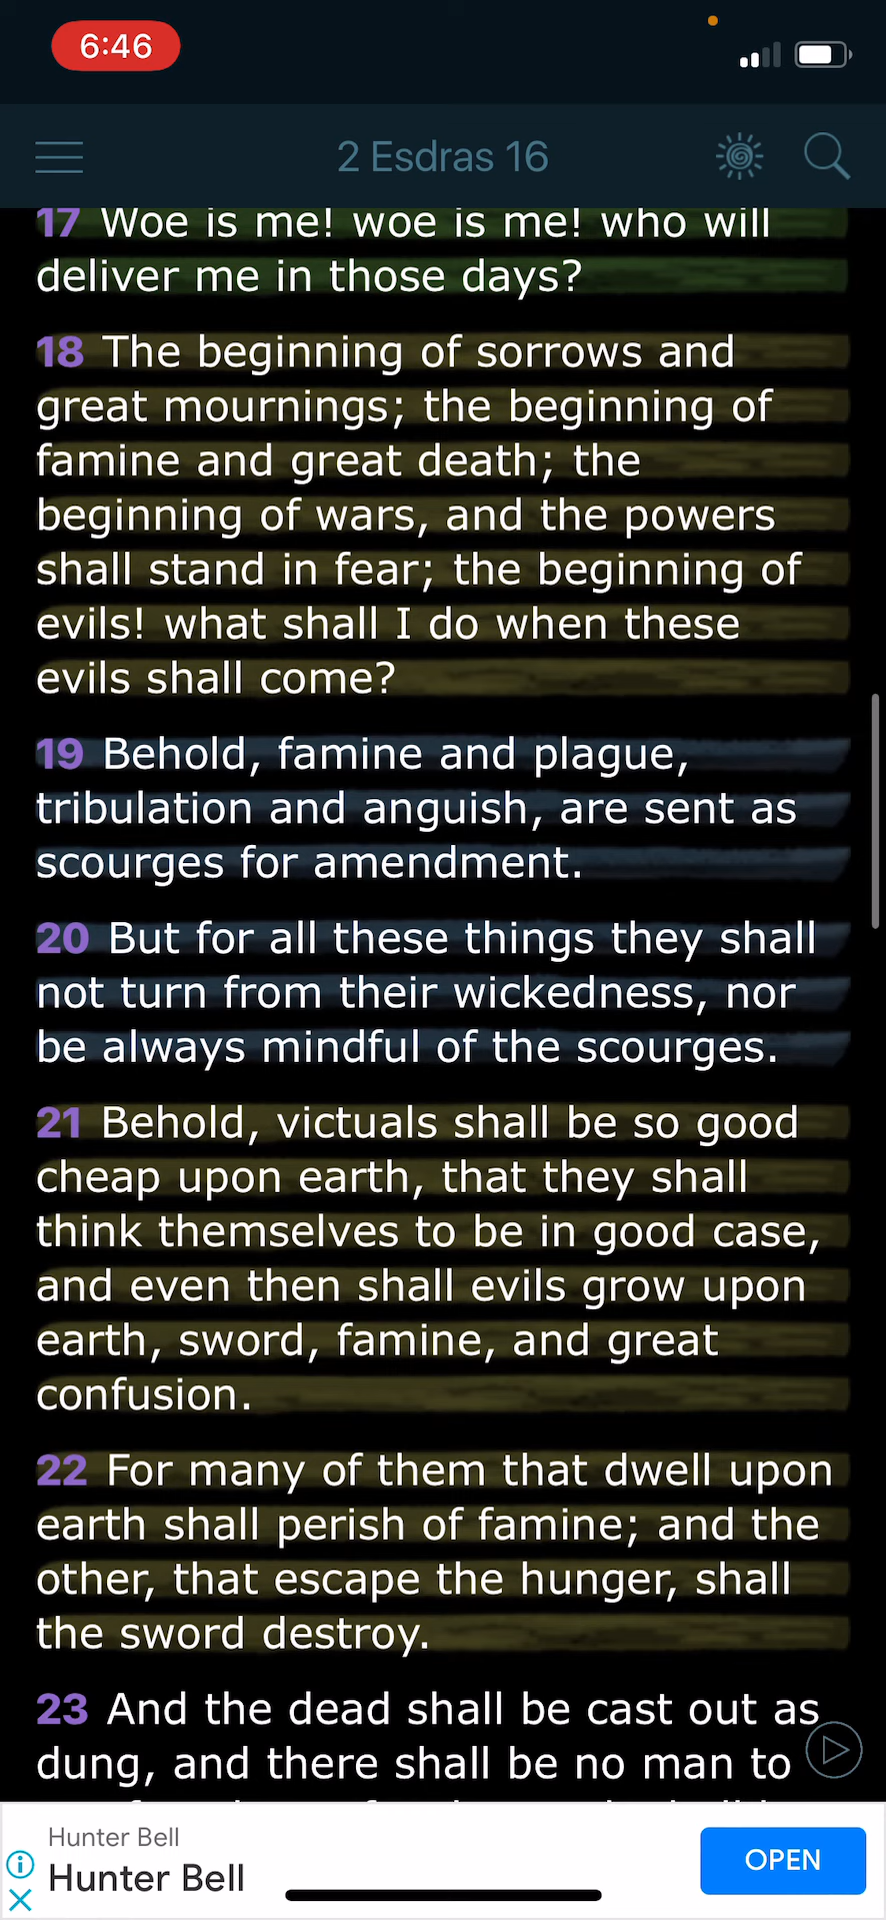 6:46
2 Esdras 16
17 Woe is me! woe is me! who will
deliver me in those days?
18 The beginning of sorrows and
great mournings; the beginning of
famine and great death; the
beginning of wars, and the powers
shall stand in fear; the beginning of
evils! what shall I do when these
evils shall come?
19 Behold, famine and plague,
tribulation and anguish, are sent as
scourges for amendment.
20 But for all these things they shall
not turn from their wickedness, nor
be always mindful of the scourges.
21 Behold, victuals shall be so good
cheap upon earth, that they shall
think themselves to be in good case,
and even then shall evils grow upon
earth, sword, famine, and great
confusion.
22 For many of them that dwell upon
earth shall perish of famine; and the
other, that escape the hunger, shall
the sword destroy.
23 And the dead shall be cast out as
dung, and there shall be no man to
Hunter Bell
Hunter Bell
OPEN